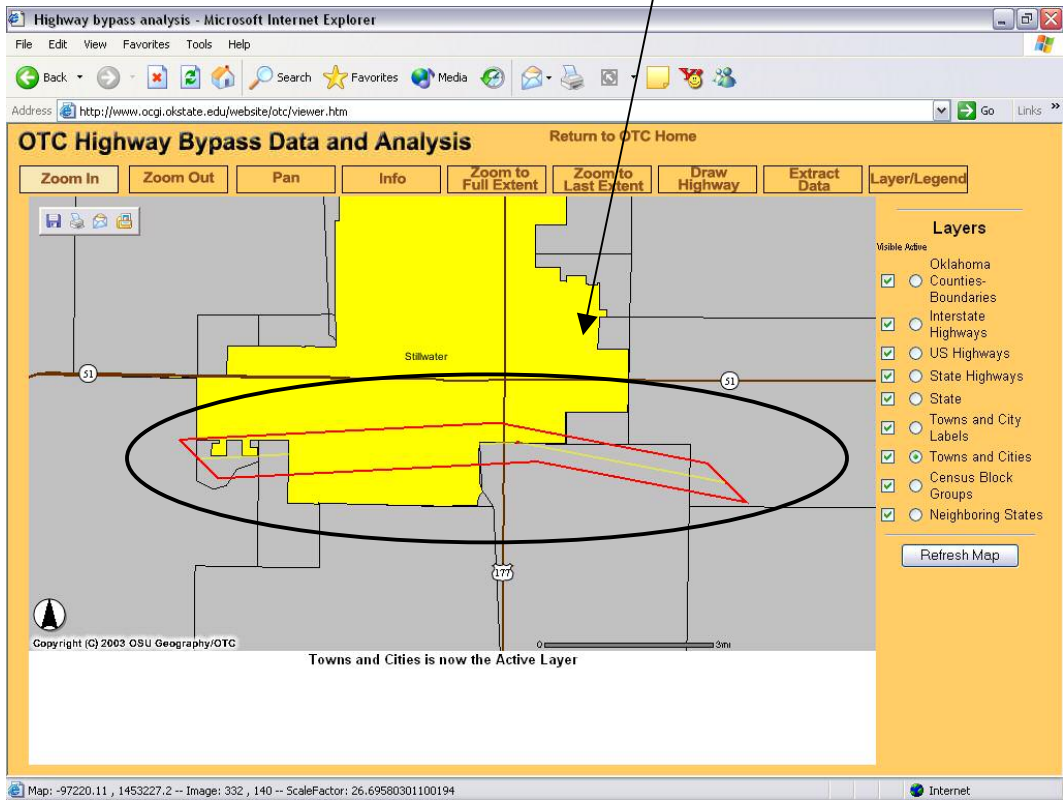 Highway bypass analysis - Microsoft Internet Explorer
File Edit View Favorites Tools Help
Back Search Favorites Media
Address http://www.ocgi.okstate.edu/website/otc/viewer.htm Go Links »
OTC Highway Bypass Data and Analysis Return to OTC Home
Zoom In Zoom Out Pan Info Zoom to Full Extent Zoom to Last Extent Draw Highway Extract Data Layer/Legend
Layers
Visible Active
Oklahoma
Counties-
Boundaries
Interstate
Highways
US Highways
State Highways
State
Towns and City
Labels
Towns and Cities
Census Block
Groups
Neighboring States
Refresh Map
Stillwater
51
51
177
0 3mi
Copyright (C) 2003 OSU Geography/OTC
Towns and Cities is now the Active Layer
Map: -97220.11 , 1453227.2 -- Image: 332 , 140 -- ScaleFactor: 26.69580301100194 Internet